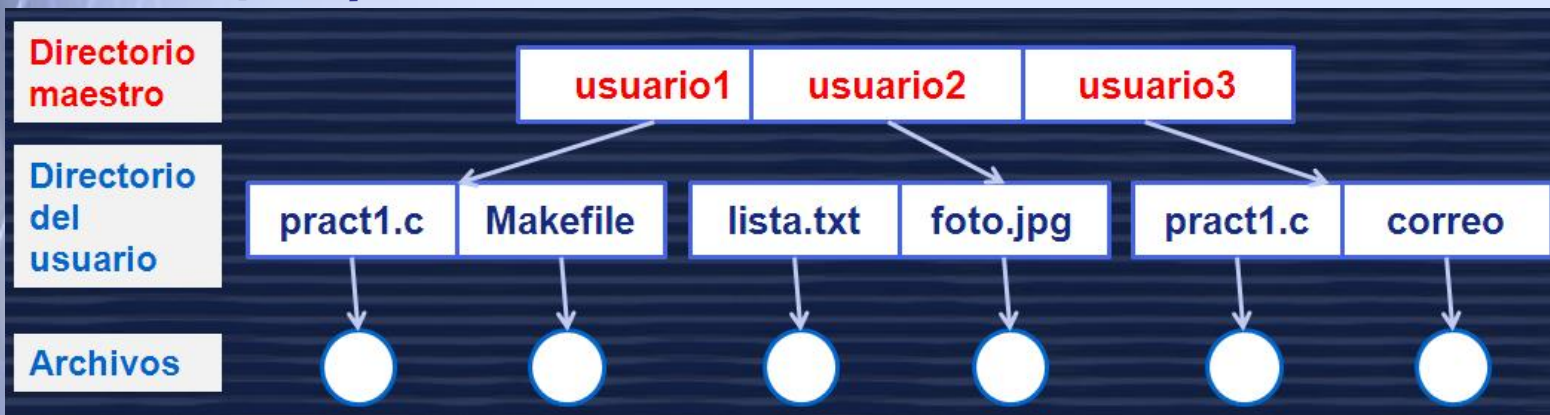 Directorio
maestro
usuario1 usuario2 usuario3
Directorio
del
usuario
pract1.c Makefile lista.txt foto.jpg pract1.c correo
Archivos